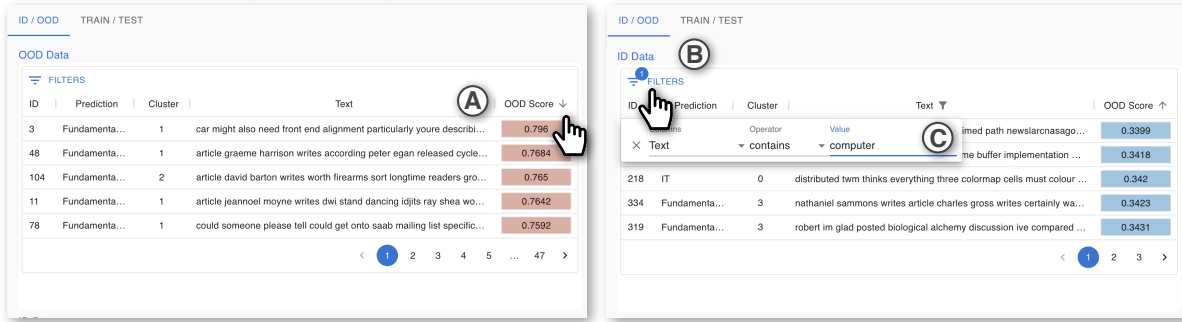 ID / OOD TRAIN / TEST
OOD Data
FILTERS
ID Prediction Cluster Text A OOD Score
3 Fundamenta... 1 car might also need front end alignment particularly youre describi... 0.796
48 Fundamenta... 1 article graeme harrison writes according peter egan released cycle... 0.7684
104 Fundamenta... 2 article david barton writes worth firearms sort longtime readers gro... 0.765
11 Fundamenta... 1 article jeannoel moyne writes dwi stand dancing idjits ray shea wo... 0.7642
78 Fundamenta... 1 could someone please tell could get onto saab mailing list specific... 0.7592
1 2 3 4 5 ... 47
ID / OOD TRAIN / TEST
ID Data B
1
FILTERS
ID Prediction Cluster Text OOD Score
Columns Operator Value
Text contains computer C
imed path newslarcnasago... 0.3399
me buffer implementation ... 0.3418
218 IT 0 distributed twm thinks everything three colormap cells must colour ... 0.342
334 Fundamenta... 3 nathaniel sammons writes article charles gross writes certainly wa... 0.3423
319 Fundamenta... 3 robert im glad posted biological alchemy discussion ive compared ... 0.3431
1 2 3